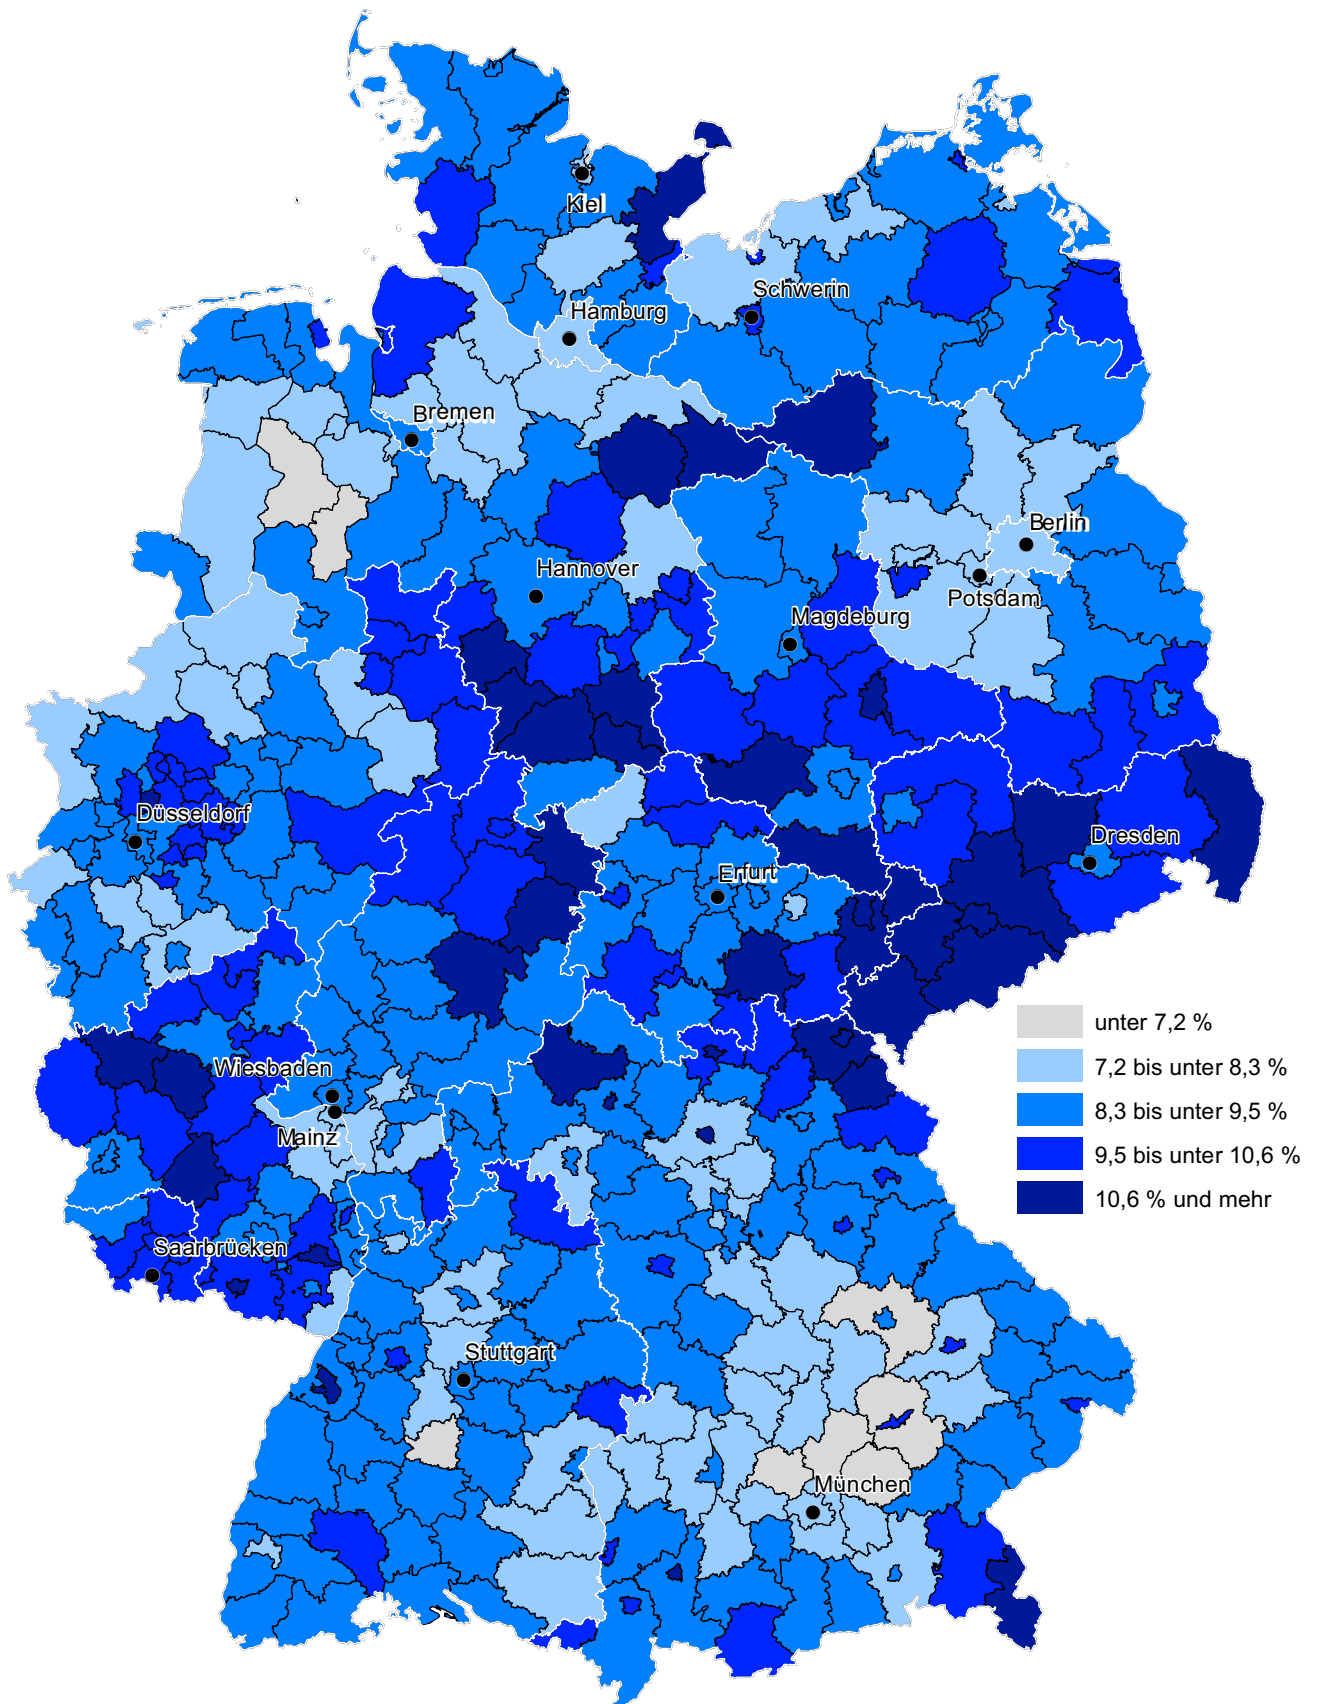 Kiel
Schwerin
Hamburg
Bremen
Berlin
Hannover
Potsdam
Magdeburg
Düsseldorf
Dresden
Erfurt
unter 7,2 %
7,2 bis unter 8,3 %
Wiesbaden
8,3 bis unter 9,5 %
Mainz
9,5 bis unter 10,6 %
10,6 % und mehr
Saarbrücken
Stuttgart
München